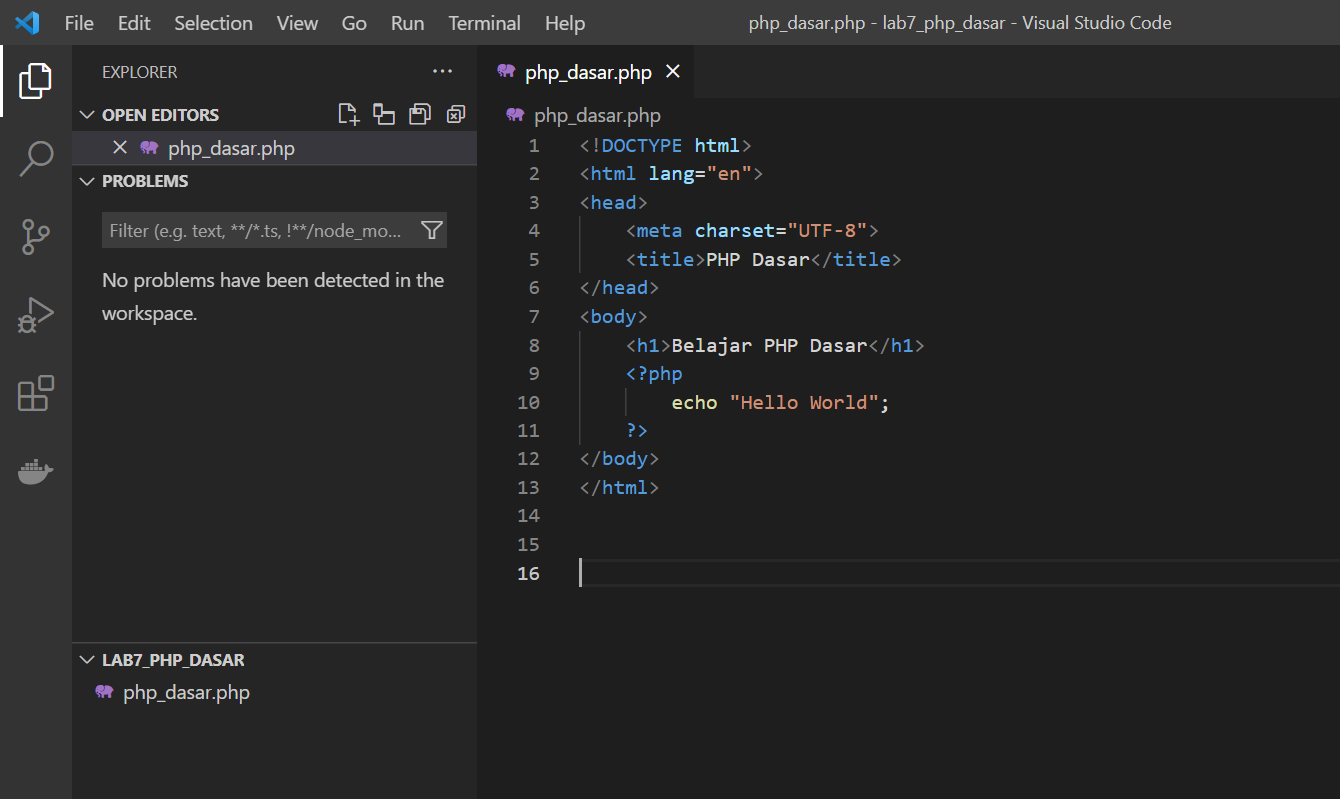 File Edit Selection View Go Run Terminal Help php_dasar.php - lab7_php_dasar - Visual Studio Code
EXPLORER
OPEN EDITORS
php_dasar.php
PROBLEMS
Filter (e.g. text, **/*.ts, !**/node_mo...
No problems have been detected in the
workspace.
LAB7_PHP_DASAR
php_dasar.php
php_dasar.php
php_dasar.php
1 <!DOCTYPE html>
2 <html lang="en">
3 <head>
4     <meta charset="UTF-8">
5     <title>PHP Dasar</title>
6 </head>
7 <body>
8     <h1>Belajar PHP Dasar</h1>
9     <?php
10         echo "Hello World";
11     ?>
12 </body>
13 </html>
14
15
16